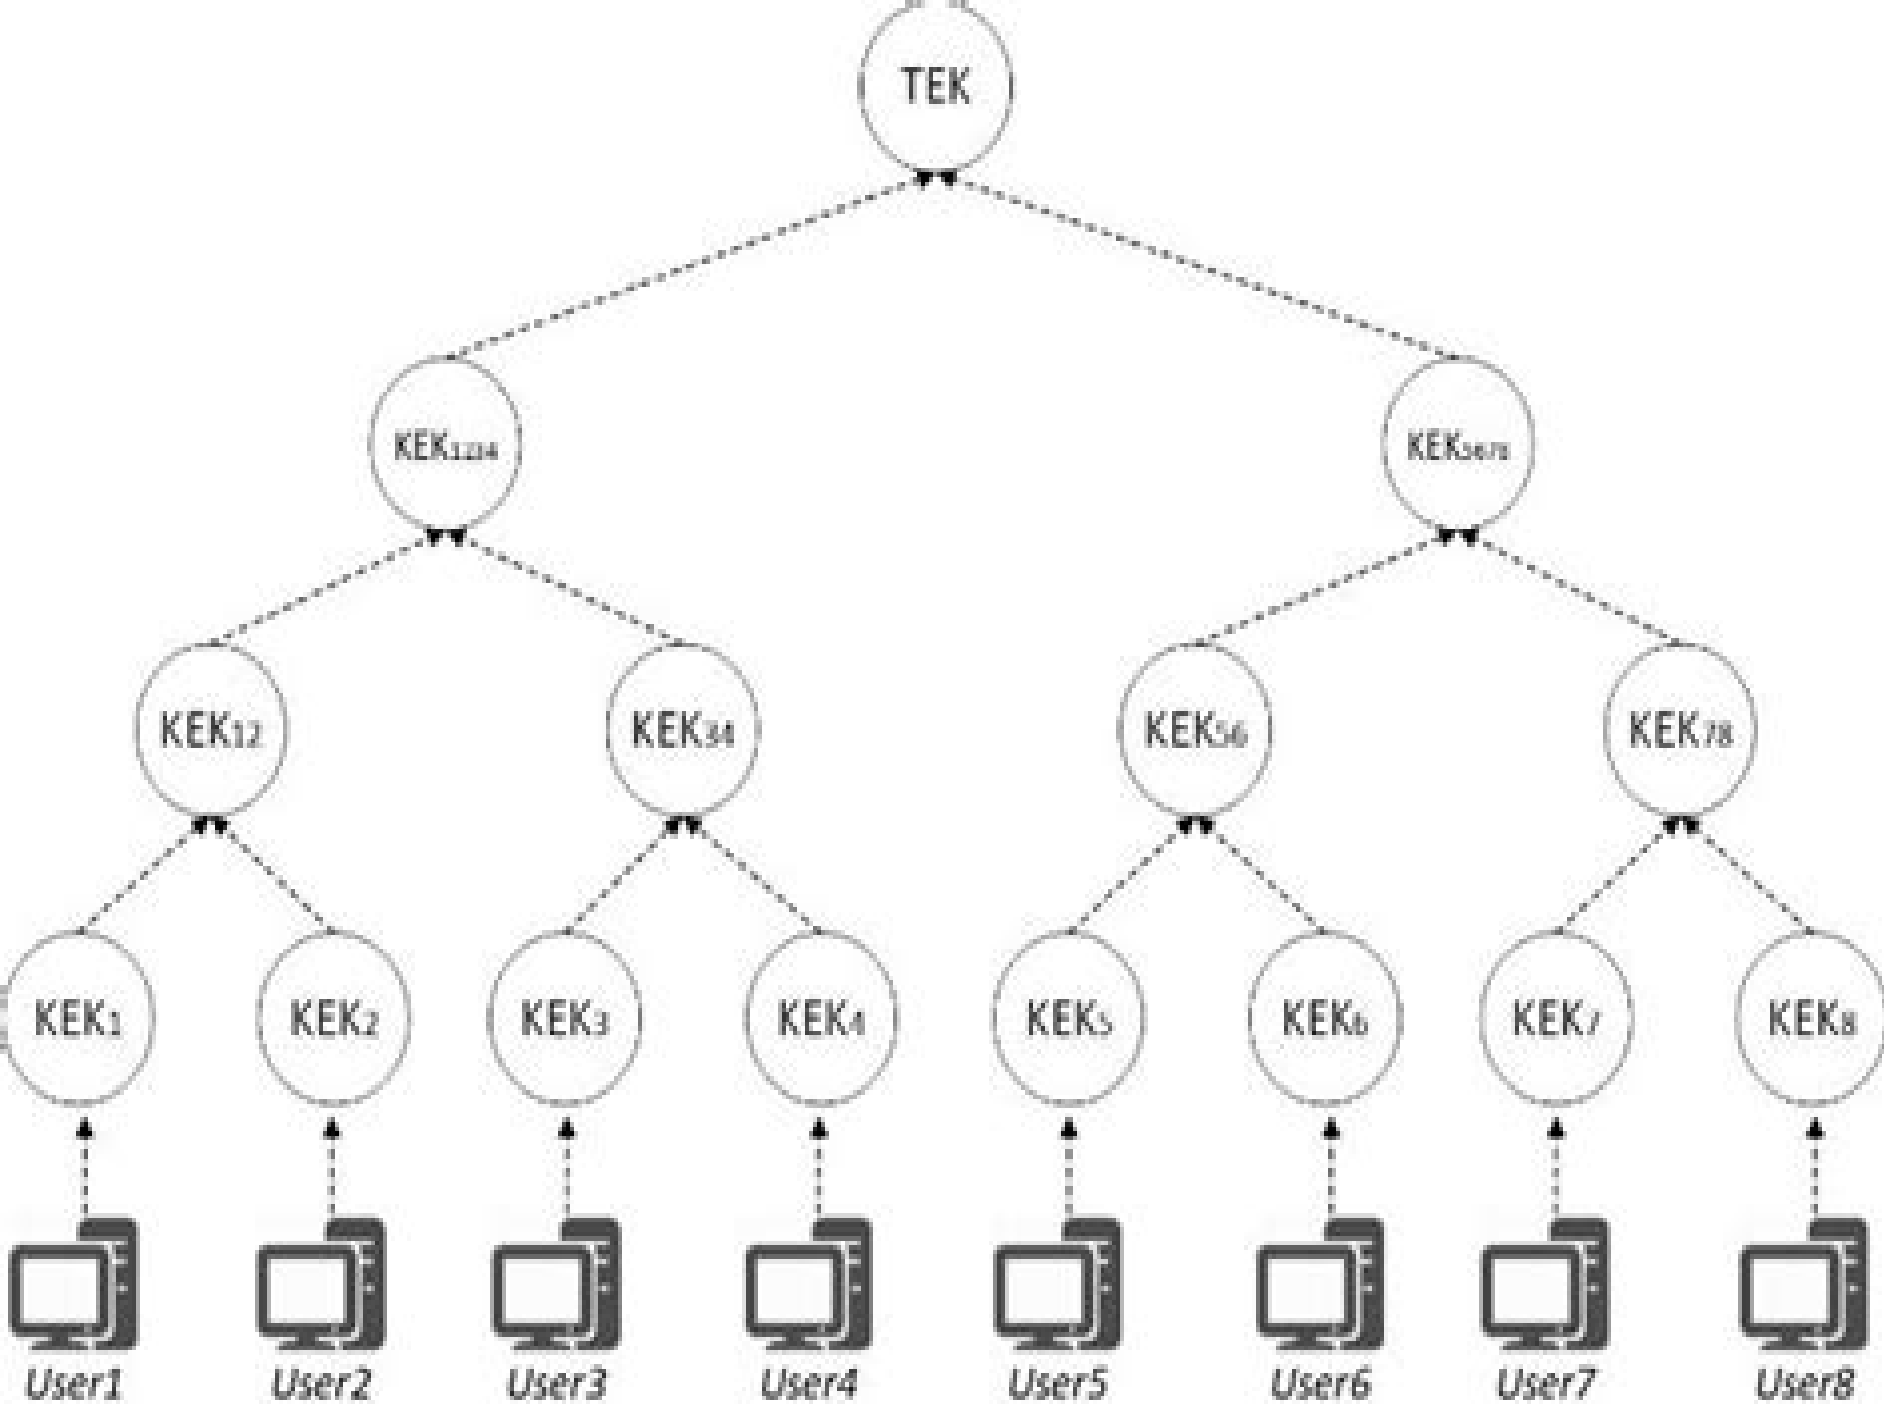 TEK
KEK1234 KEK5678
KEK12 KEK34 KEK56 KEK78
KEK1 KEK2 KEK3 KEK4 KEK5 KEK6 KEK7 KEK8
User1 User2 User3 User4 User5 User6 User7 User8